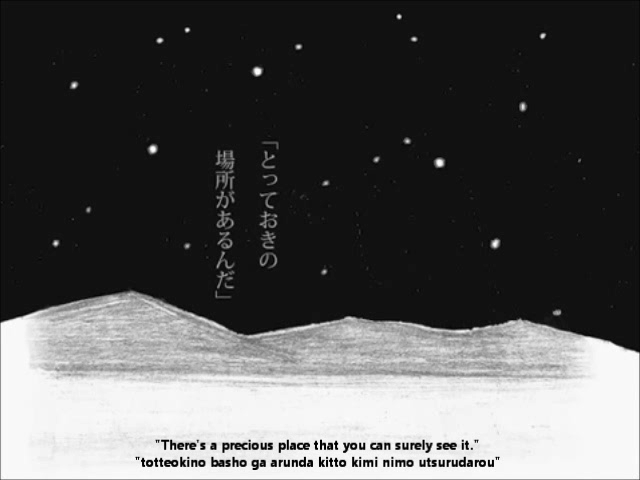 「とっておきの
場所があるんだ」
"There's a precious place that you can surely see it."
"totteokino basho ga arunda kitto kimi nimo utsurudarou"